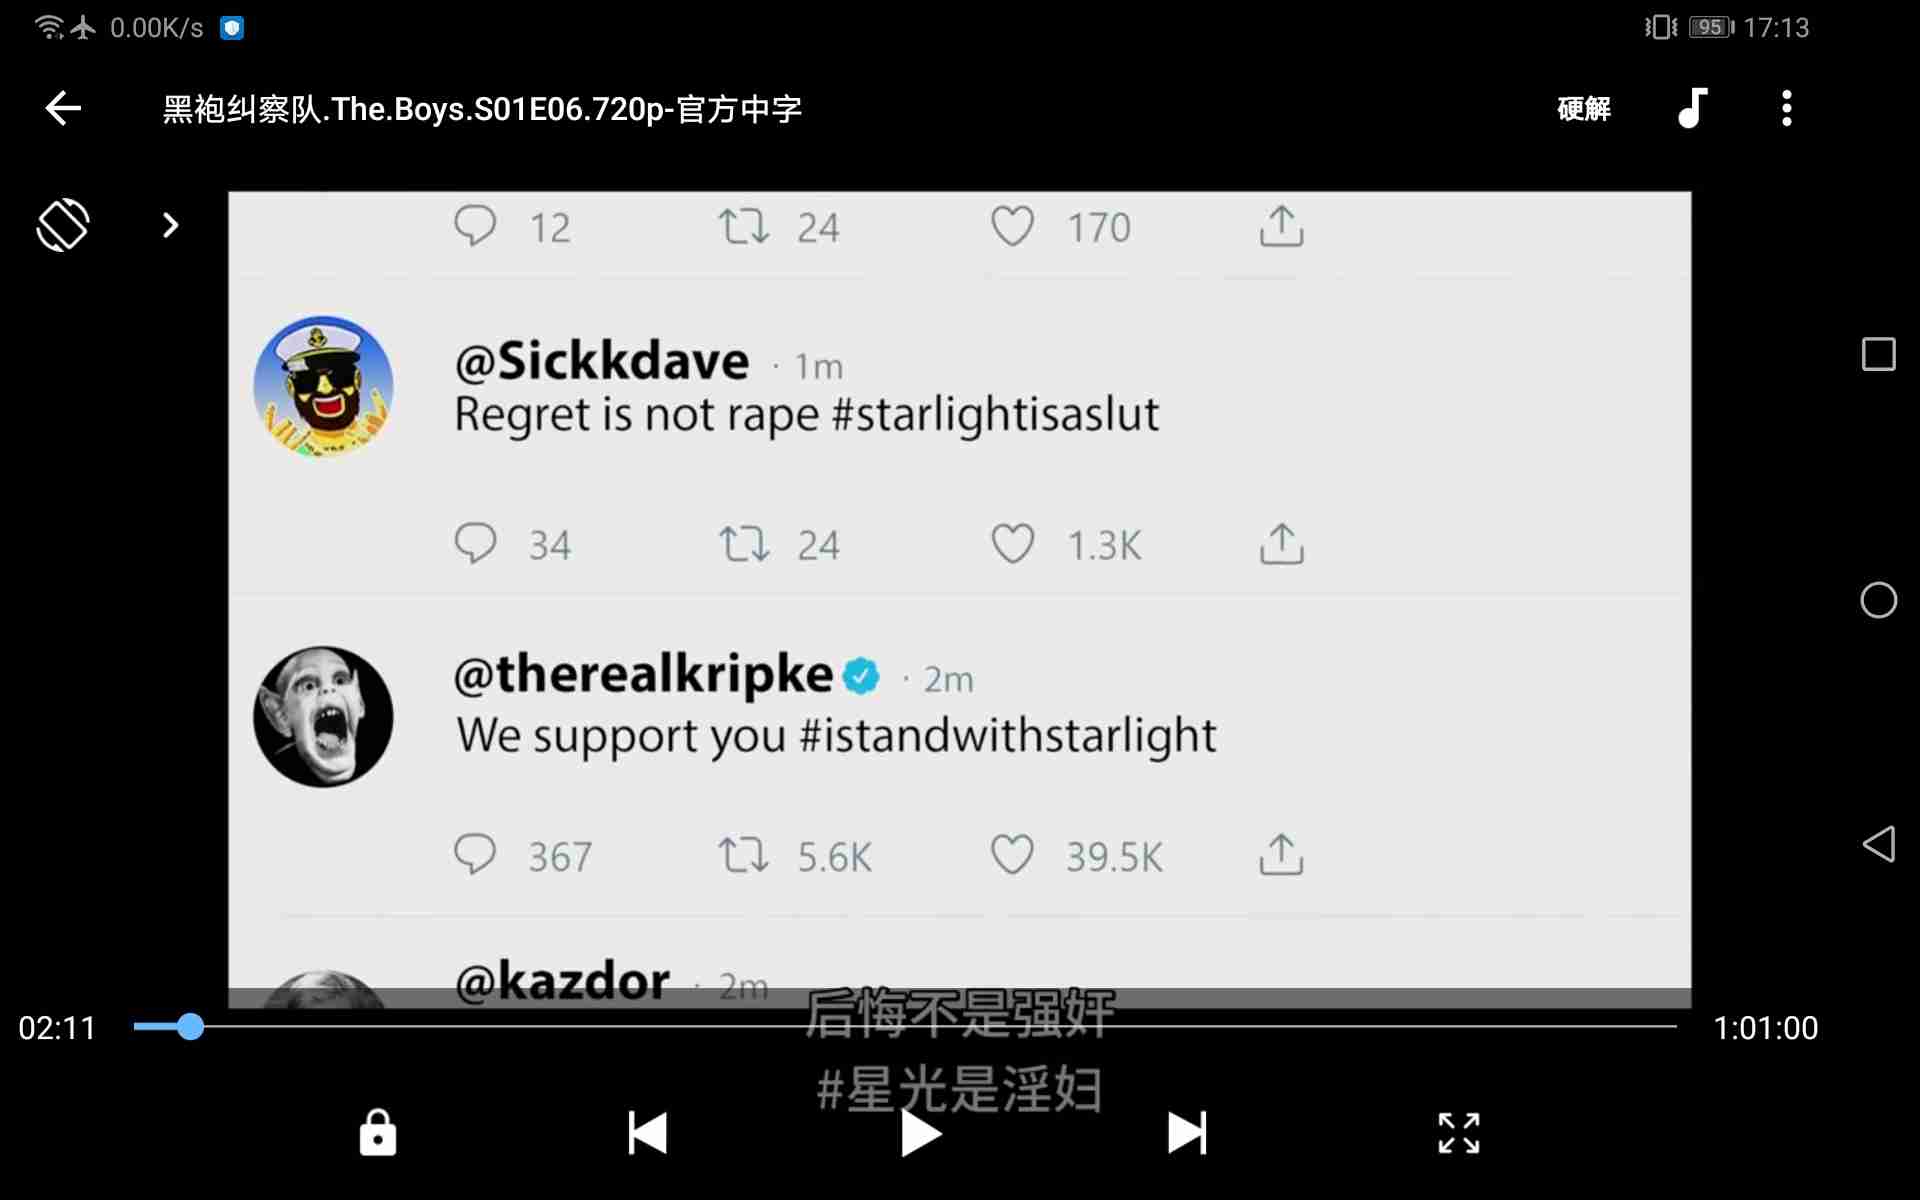 0.00K/s
95
17:13
黑袍纠察队.The.Boys.S01E06.720p-官方中字
硬解
12 24 170
@Sickkdave · 1m
Regret is not rape #starlightisaslut
34 24 1.3K
@therealkripke · 2m
We support you #istandwithstarlight
367 5.6K 39.5K
@kazdor · 2m
后悔不是强奸
02:11
1:01:00
#星光是淫妇